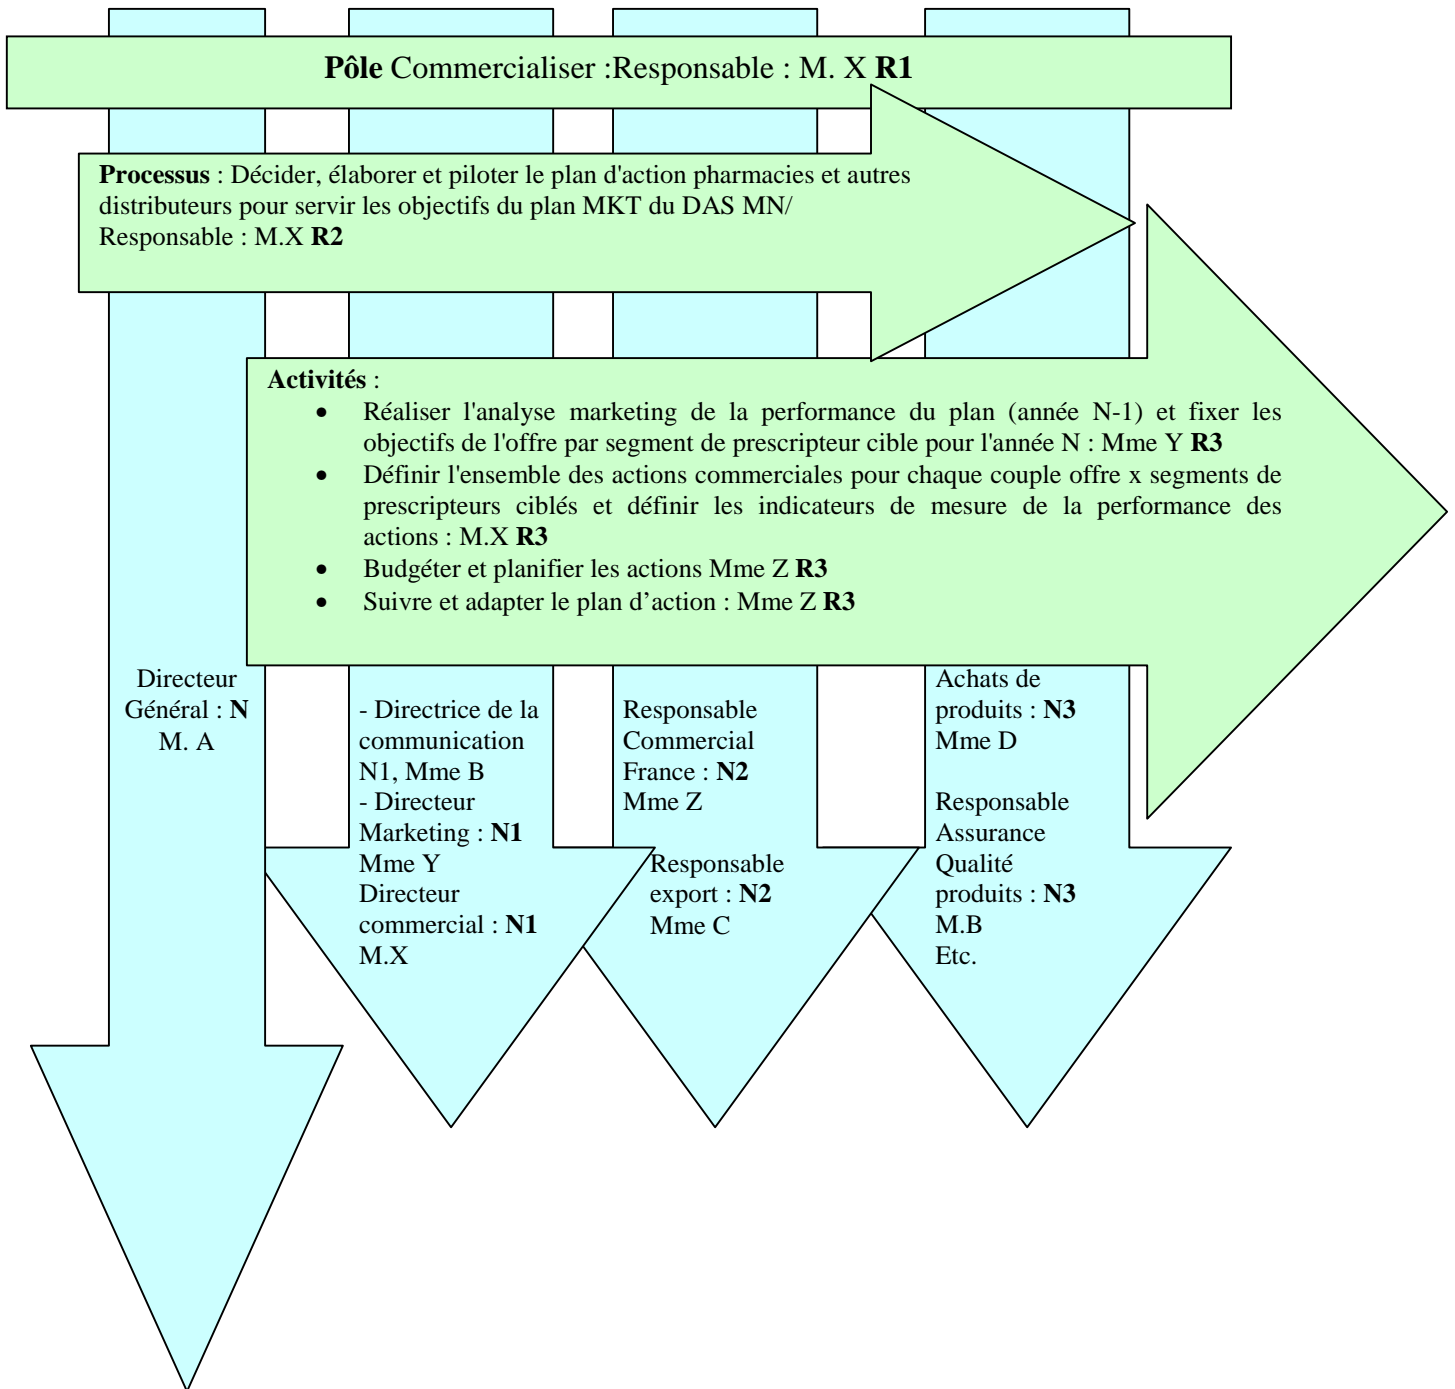 Pôle Commercialiser :Responsable : M. X R1
Processus : Décider, élaborer et piloter le plan d'action pharmacies et autres
distributeurs pour servir les objectifs du plan MKT du DAS MN/
Responsable : M.X R2
Activités :
• Réaliser l'analyse marketing de la performance du plan (année N-1) et fixer les
objectifs de l'offre par segment de prescripteur cible pour l'année N : Mme Y R3
• Définir l'ensemble des actions commerciales pour chaque couple offre x segments de
prescripteurs ciblés et définir les indicateurs de mesure de la performance des
actions : M.X R3
• Budgéter et planifier les actions Mme Z R3
• Suivre et adapter le plan d’action : Mme Z R3
Directeur
Général : N
M. A
- Directrice de la
communication
N1, Mme B
- Directeur
Marketing : N1
Mme Y
Directeur
commercial : N1
M.X
Responsable
Commercial
France : N2
Mme Z
Responsable
export : N2
Mme C
Achats de
produits : N3
Mme D
Responsable
Assurance
Qualité
produits : N3
M.B
Etc.